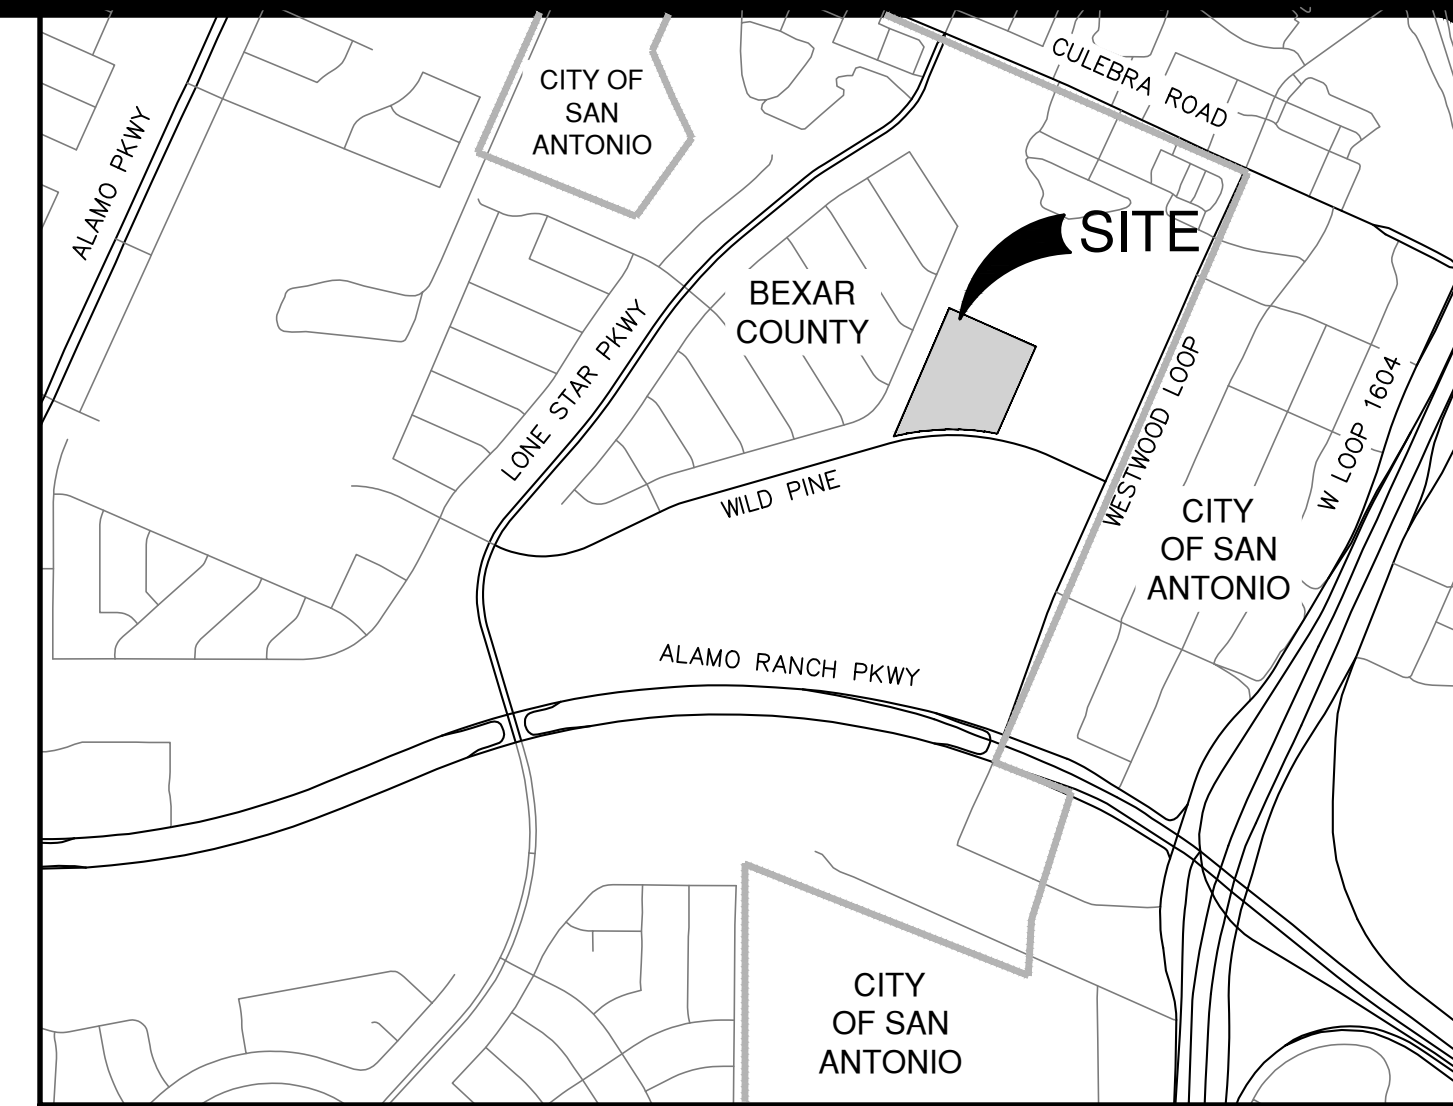 CULEBRA ROAD
CITY OF
SAN
ANTONIO
ALAMO PKWY
SITE
BEXAR
COUNTY
LONE STAR PKWY
WESTWOOD LOOP
W LOOP 1604
WILD PINE
CITY
OF SAN
ANTONIO
ALAMO RANCH PKWY
CITY
OF SAN
ANTONIO